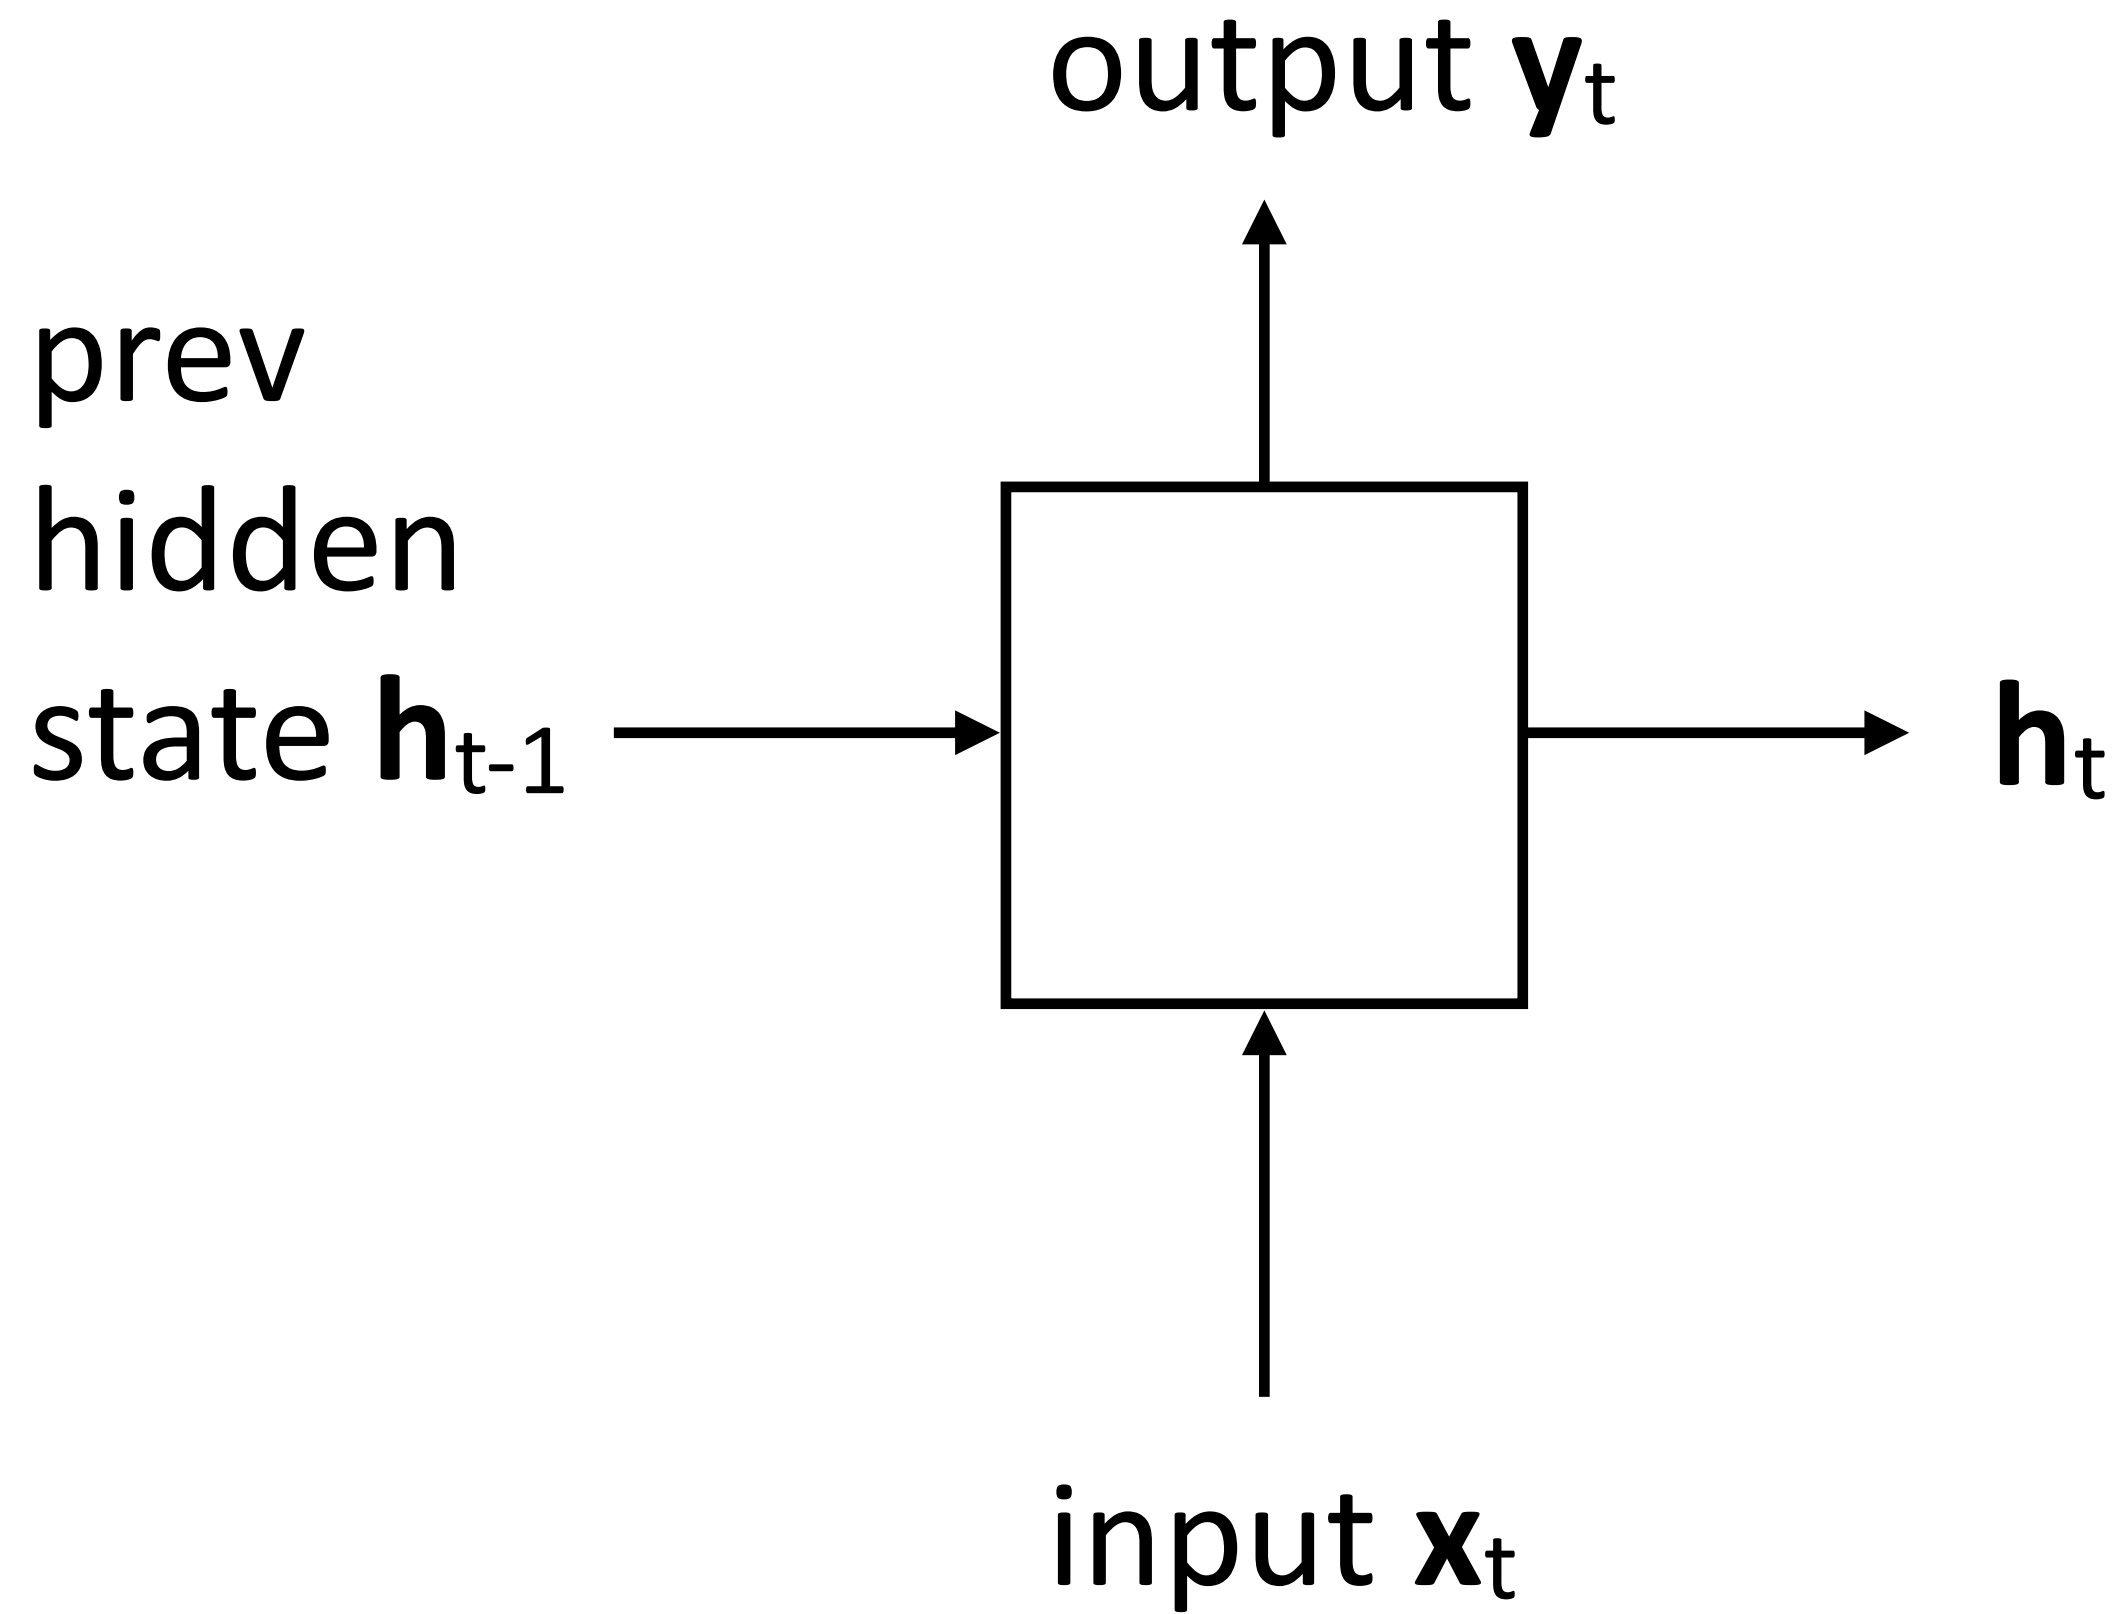 output yt
prev
hidden
state ht-1
ht
input xt